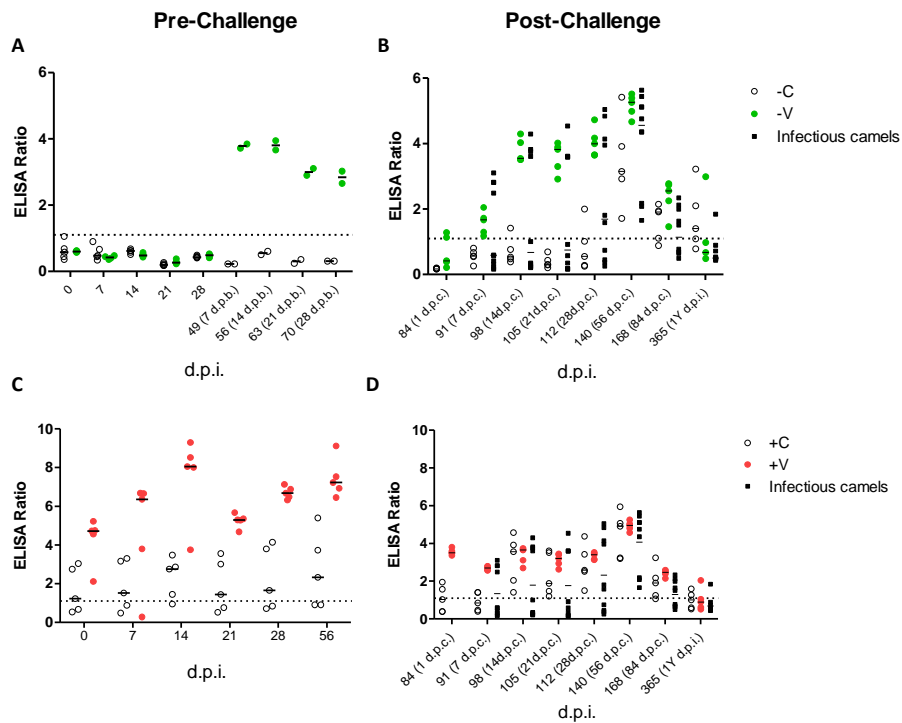 Pre-Challenge
Post-Challenge
A
B
ELISA Ratio
6
4
2
0
0
7
14
21
28
49 (7 d.p.b.)
56 (14 d.p.b.)
63 (21 d.p.b.)
70 (28 d.p.b.)
d.p.i.
ELISA Ratio
6
4
2
0
84 (1 d.p.c.)
91 (7 d.p.c.)
98 (14d.p.c.)
105 (21d.p.c.)
112 (28d.p.c.)
140 (56 d.p.c.)
168 (84 d.p.c.)
365 (1Y d.p.i.)
d.p.i.
-C
-V
Infectious camels
C
D
ELISA Ratio
10
8
6
4
2
0
0
7
14
21
28
56
d.p.i.
ELISA Ratio
10
8
6
4
2
0
84 (1 d.p.c.)
91 (7 d.p.c.)
98 (14d.p.c.)
105 (21d.p.c.)
112 (28d.p.c.)
140 (56 d.p.c.)
168 (84 d.p.c.)
365 (1Y d.p.i.)
d.p.i.
+C
+V
Infectious camels